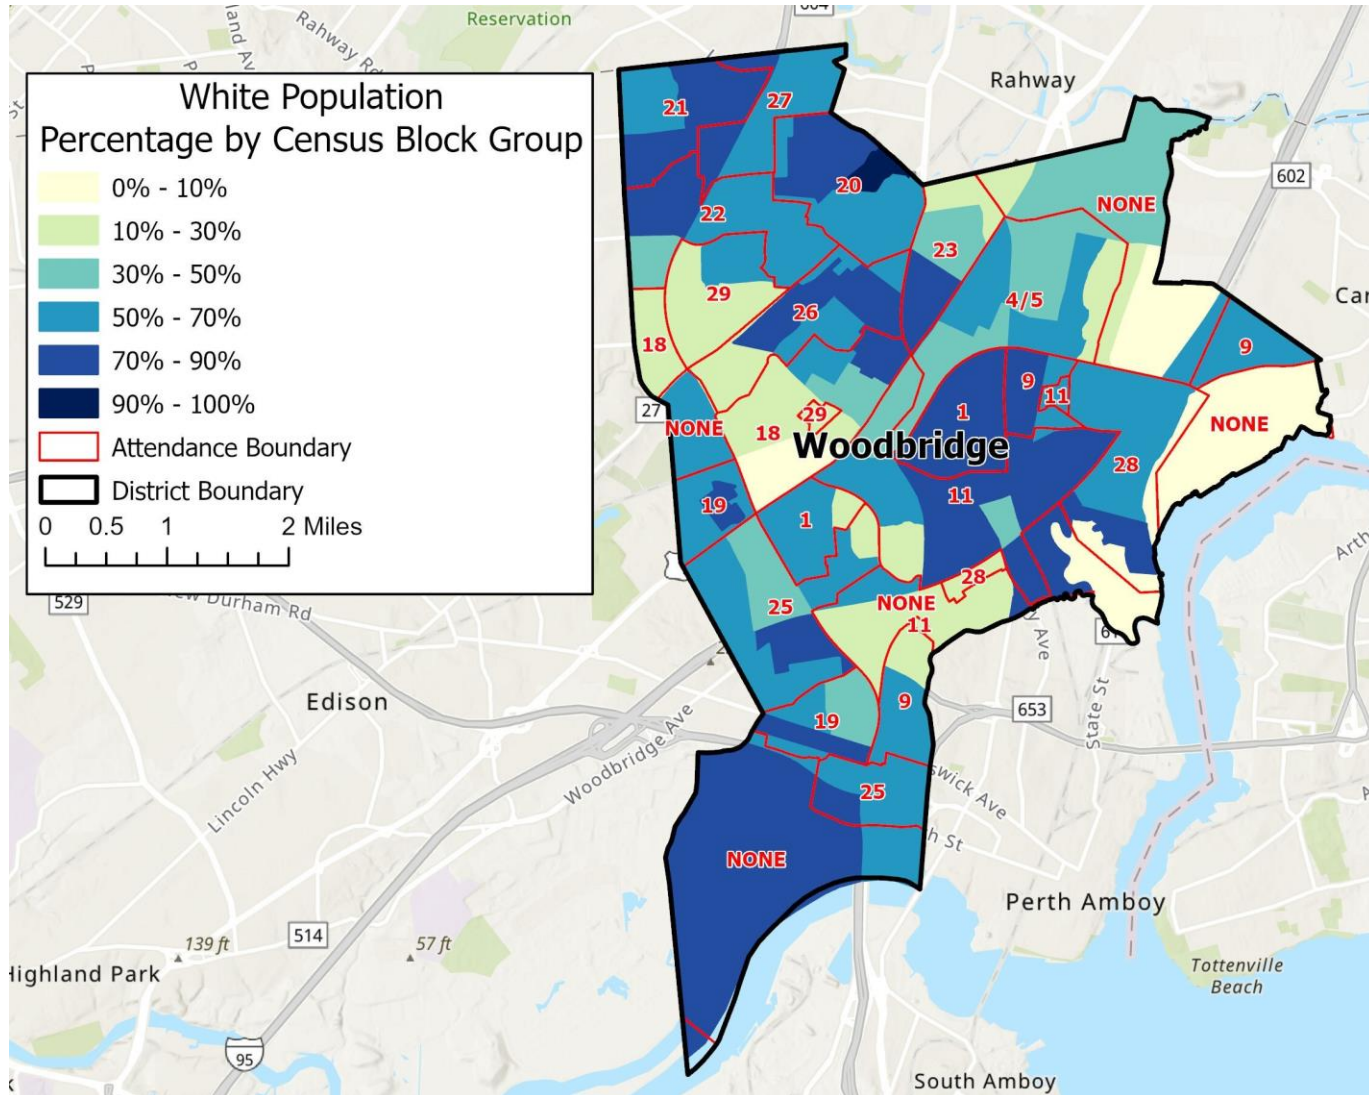 White Population
Percentage by Census Block Group
0% - 10%
10% - 30%
30% - 50%
50% - 70%
70% - 90%
90% - 100%
Attendance Boundary
District Boundary
0 0.5 1 2 Miles
Reservation
Rahway Rd
Rahway
602
21
27
20
22
NONE
23
29
4/5
26
18
9
27
NONE
9
11
1
29
18
NONE
Woodbridge
28
19
11
1
529
28
25
NONE
11
Edison
9
19
653
State St
Woodbridge Ave
Lincoln Hwy
25
NONE
Perth Amboy
514
139 ft
57 ft
Highland Park
Tottenville
Beach
95
South Amboy